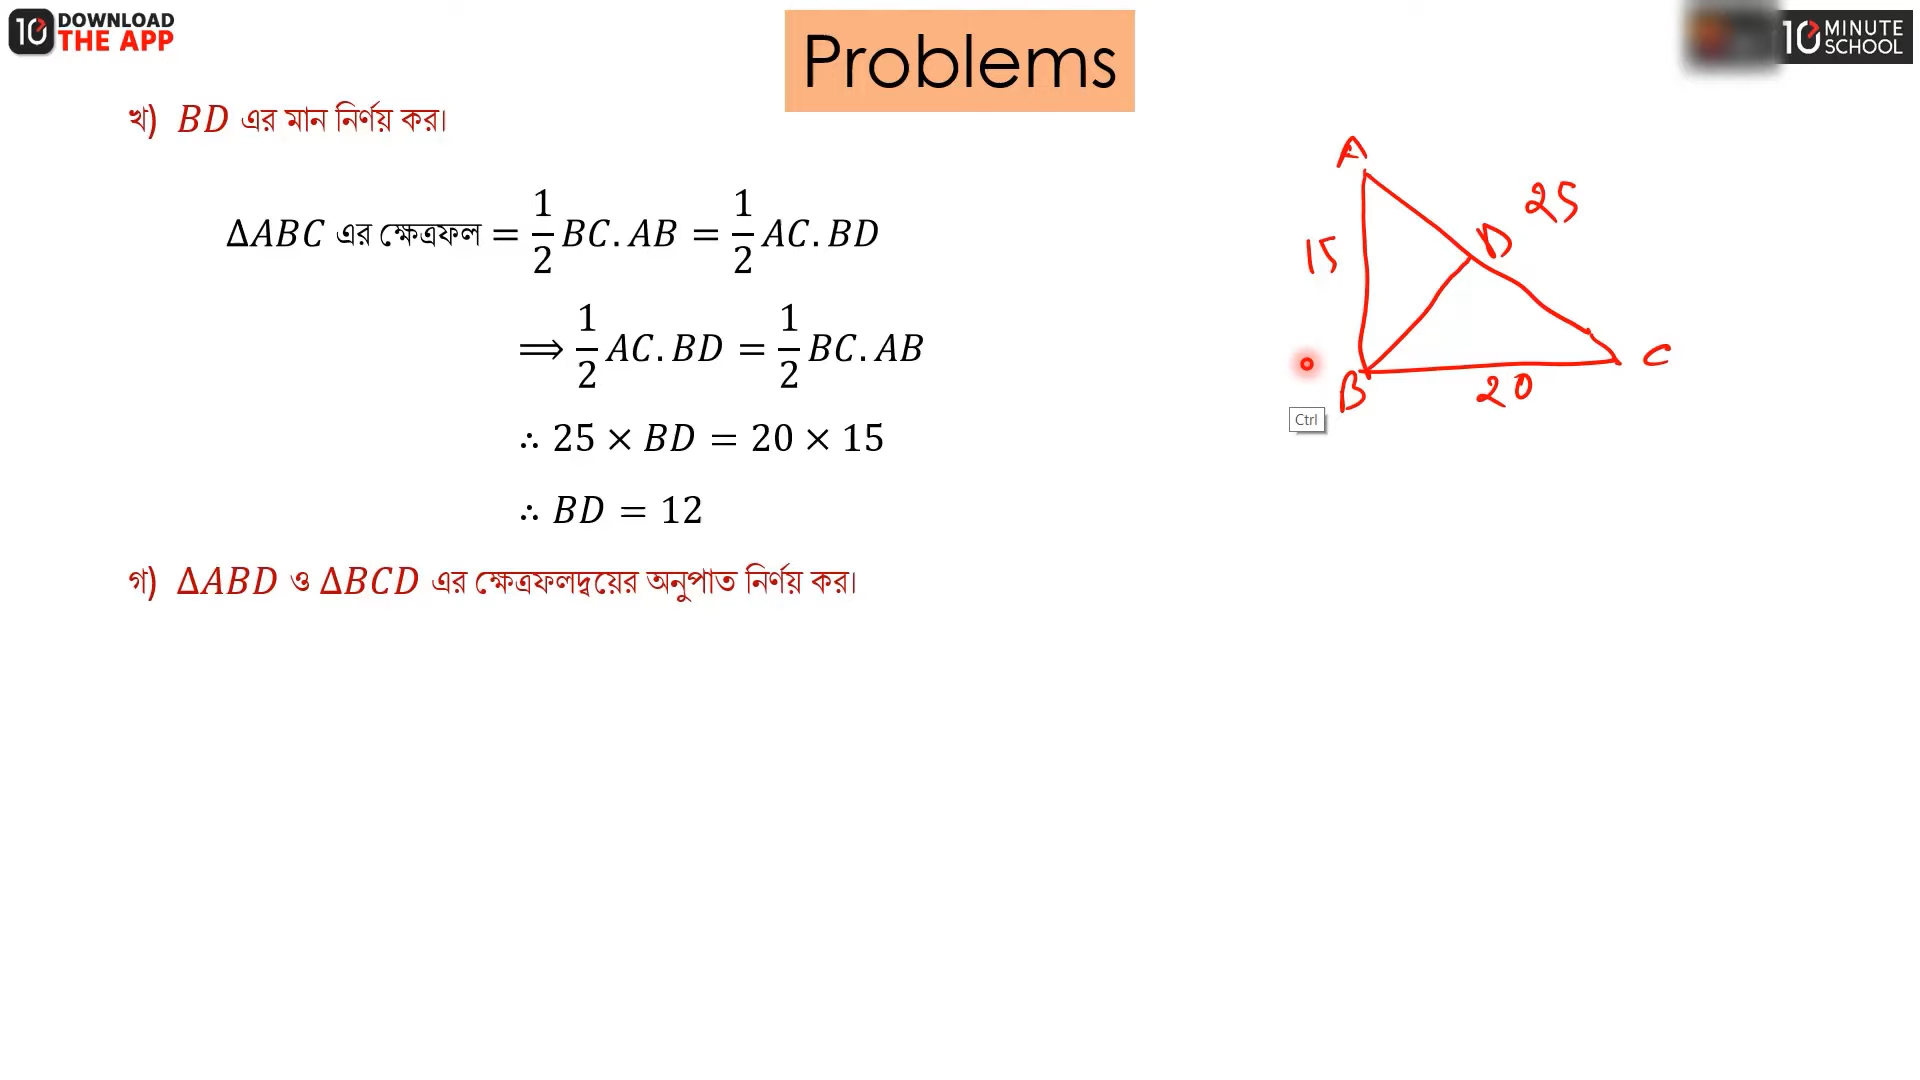 10 DOWNLOAD
THE APP
Problems
10 MINUTE
SCHOOL
খ) BD এর মান নির্ণয় কর।
ΔABC এর ক্ষেত্রফল = 1/2 BC.AB = 1/2 AC.BD
⟹ 1/2 AC.BD = 1/2 BC.AB
∴ 25 × BD = 20 × 15
∴ BD = 12
গ) ΔABD ও ΔBCD এর ক্ষেত্রফলদ্বয়ের অনুপাত নির্ণয় কর।
A
25
D
15
C
B
20
Ctrl